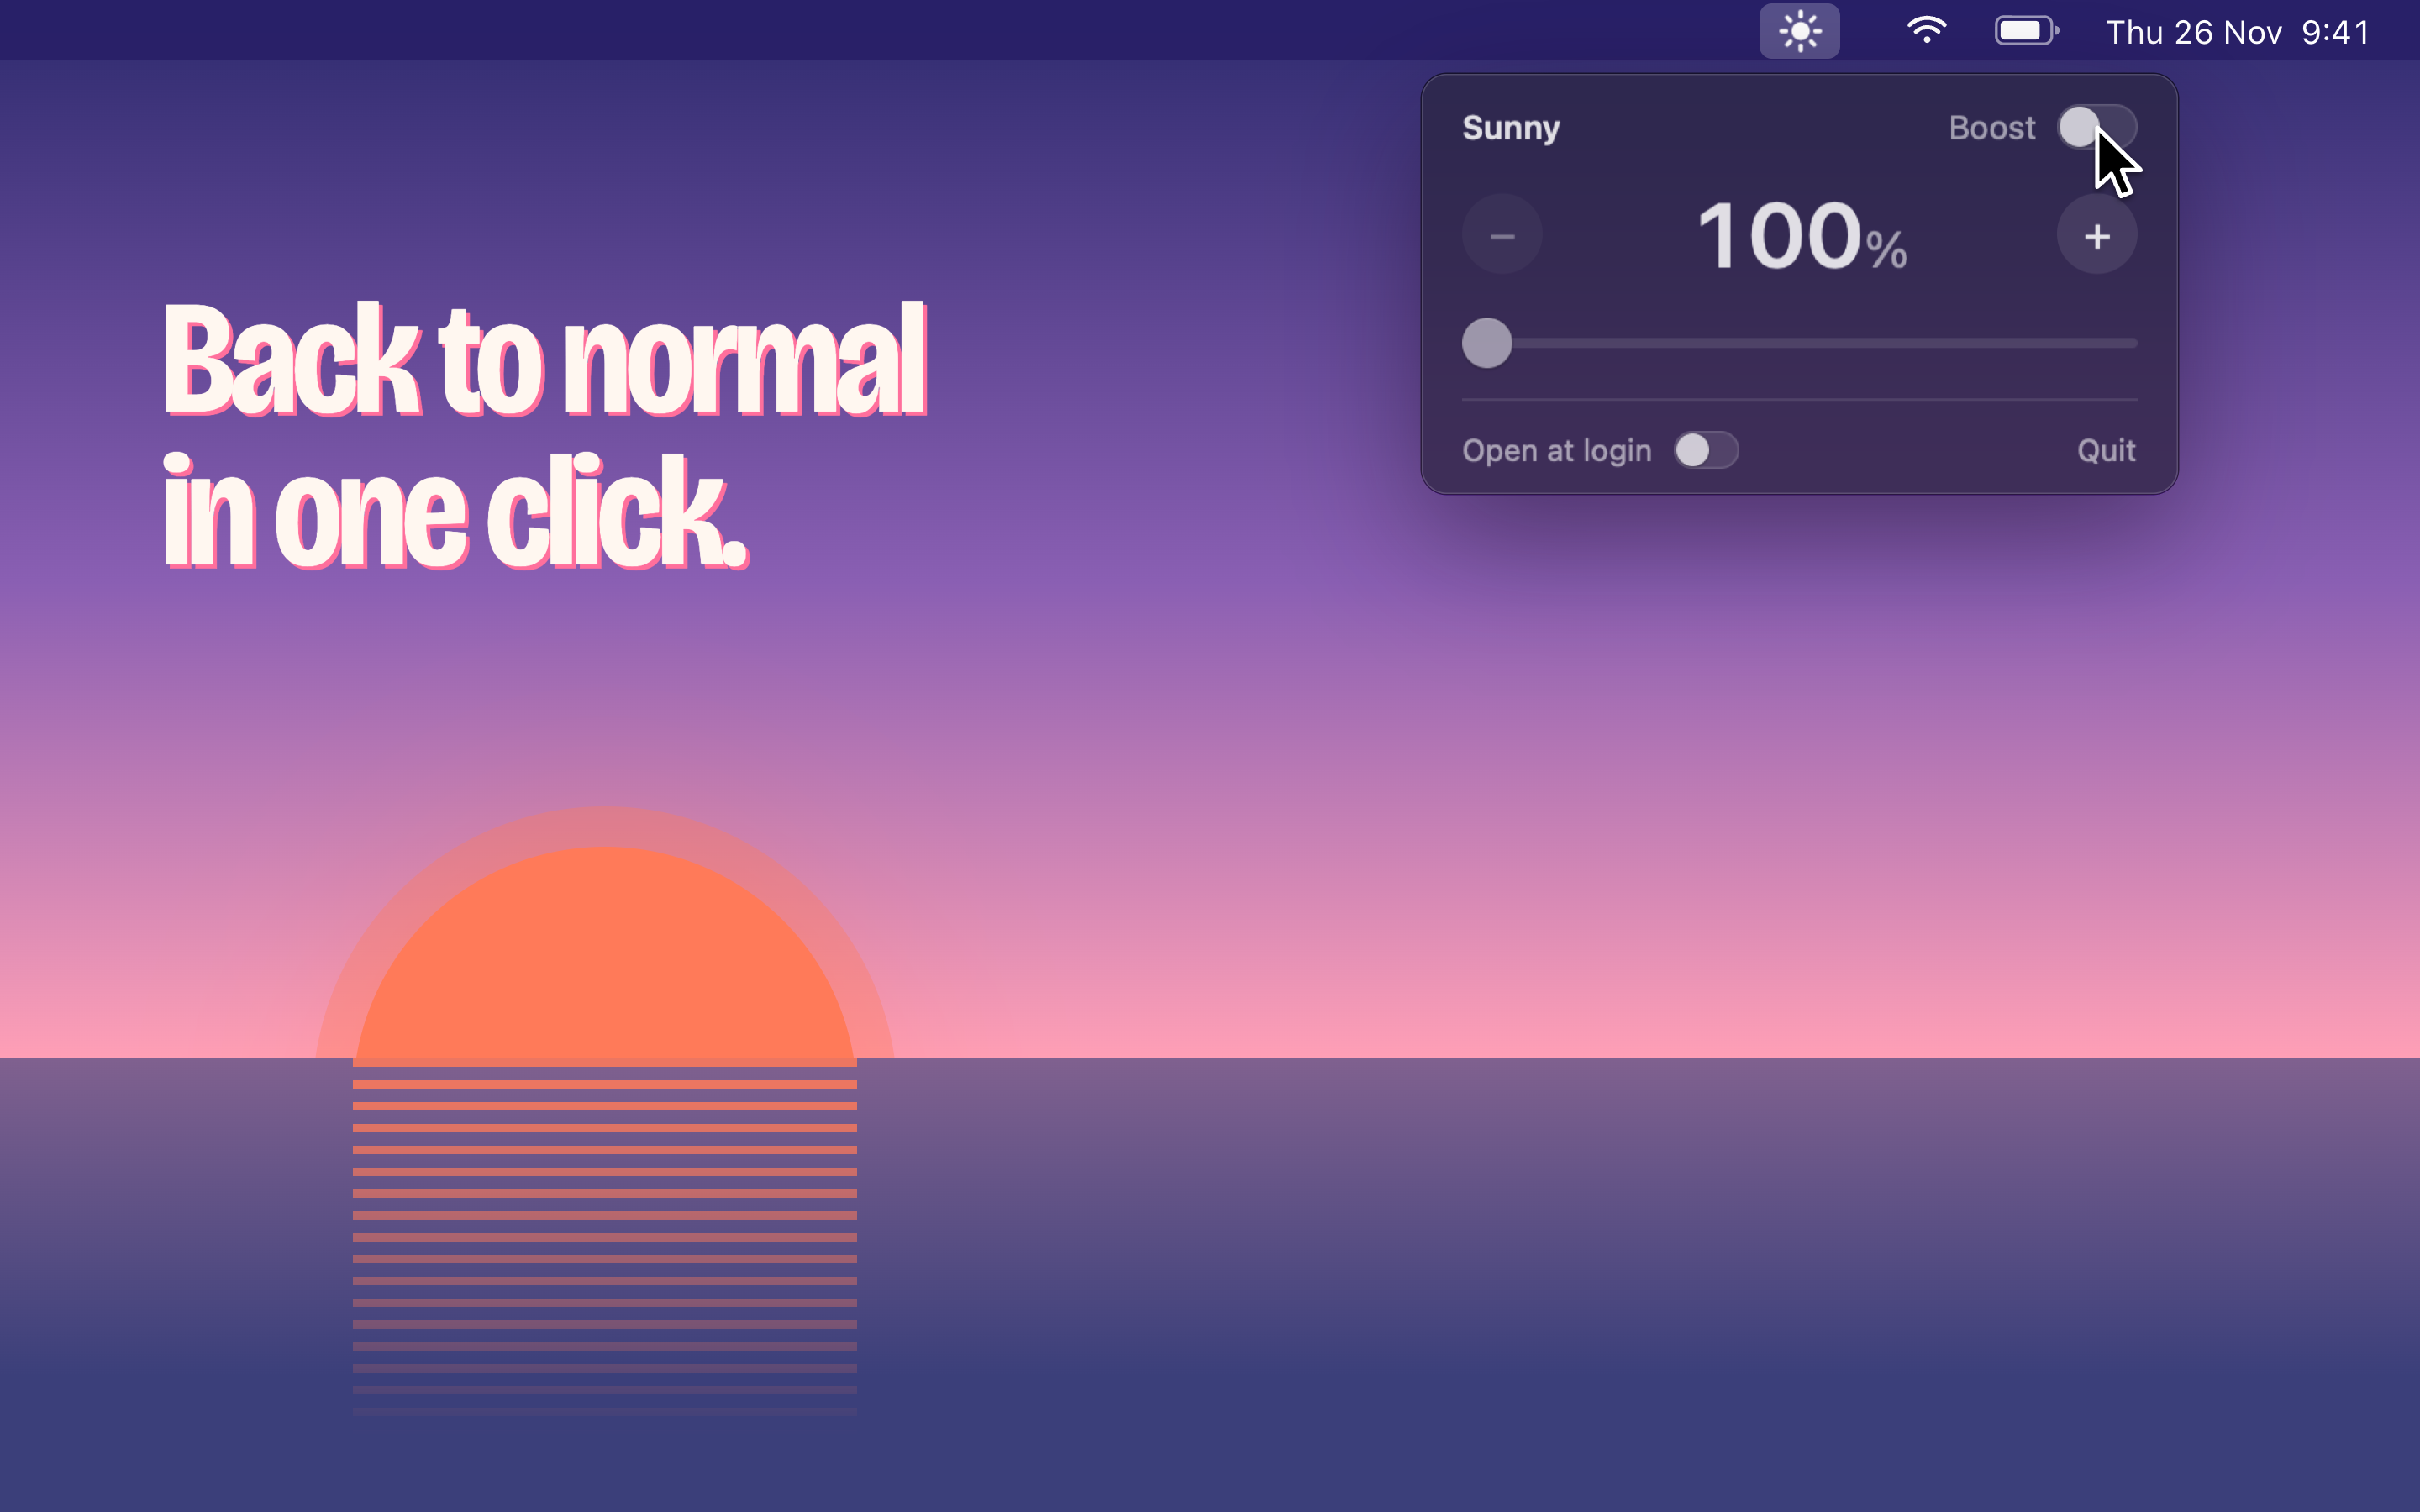 Thu 26 Nov 9:41
Sunny
Boost
− 100% +
Open at login
Quit
Back to normal
in one click.